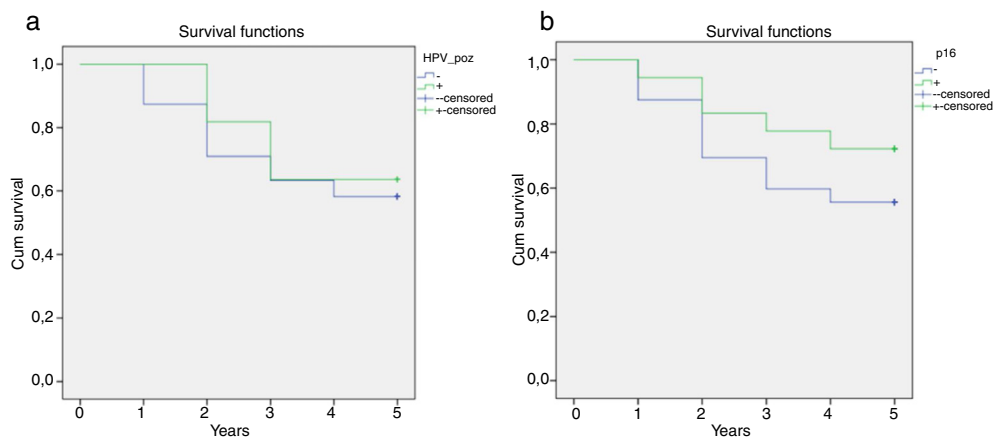 a
Survival functions
HPV_poz
-
+
--censored
+-censored
1,0
0,8
0,6
0,4
0,2
0,0
Cum survival
0 1 2 3 4 5
Years
b
Survival functions
p16
-
+
--censored
+-censored
1,0
0,8
0,6
0,4
0,2
0,0
Cum survival
0 1 2 3 4 5
Years